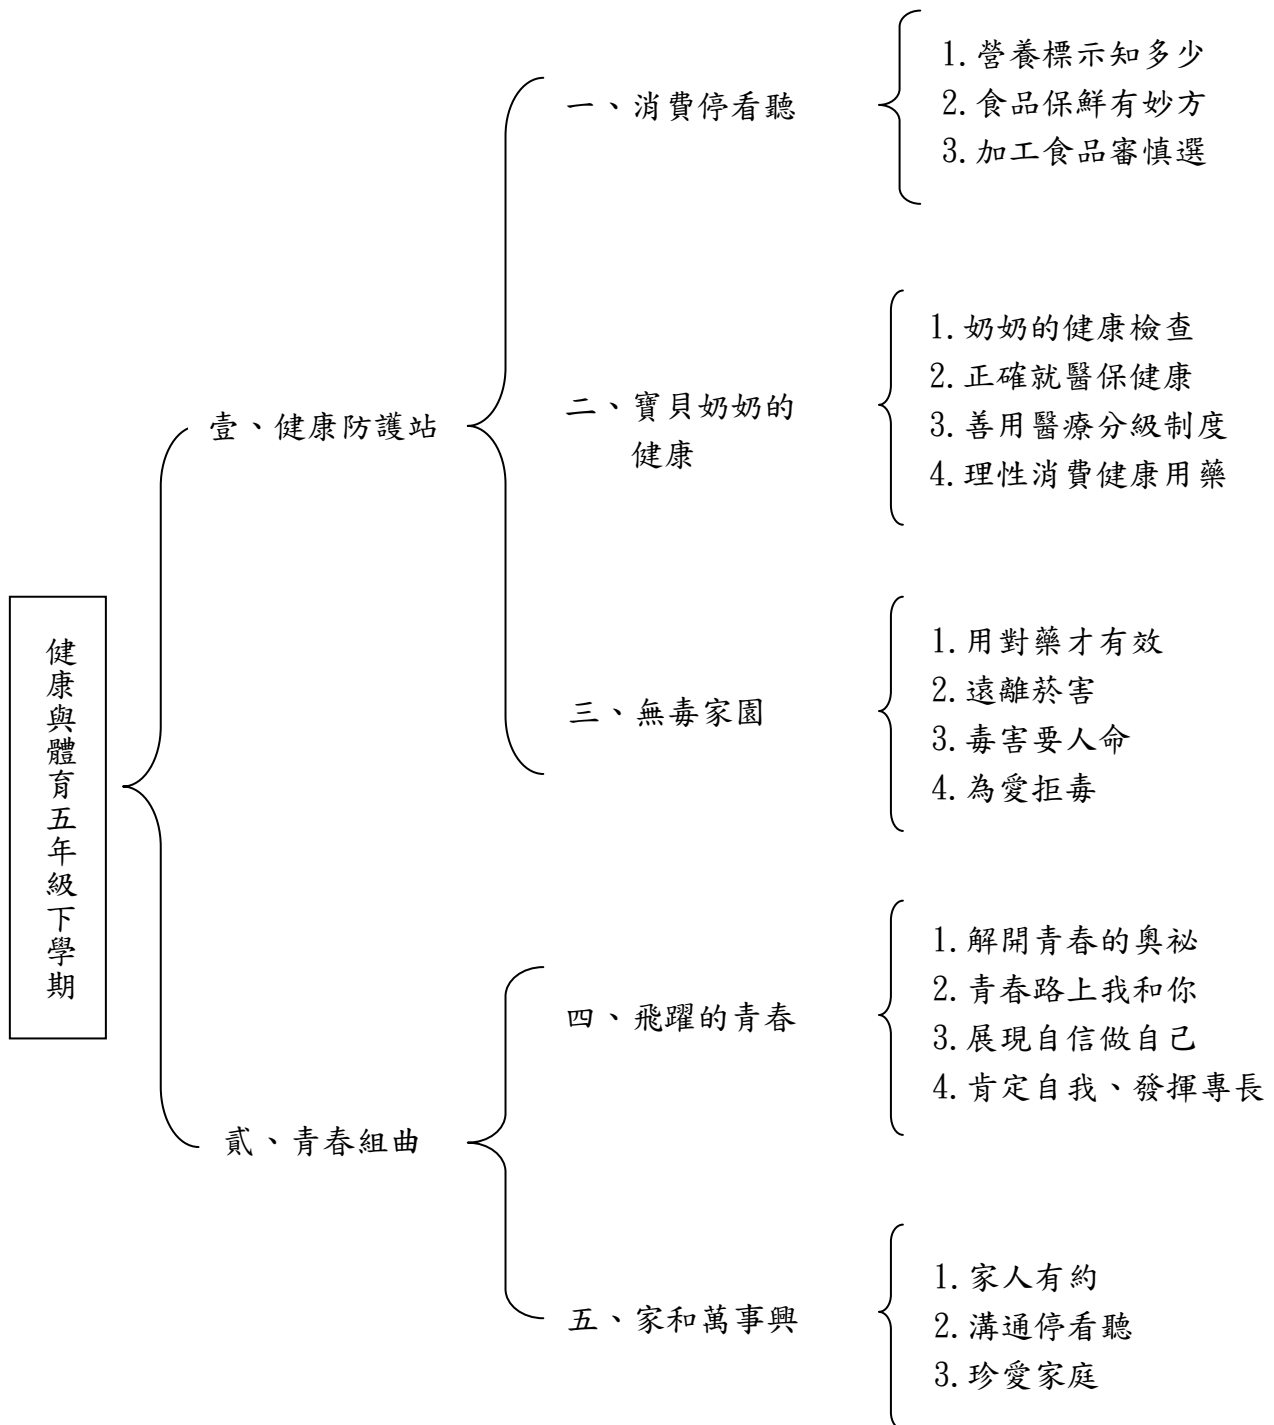 健康與體育五年級下學期
壹、健康防護站
一、消費停看聽
1.營養標示知多少
2.食品保鮮有妙方
3.加工食品審慎選
二、寶貝奶奶的
健康
1.奶奶的健康檢查
2.正確就醫保健康
3.善用醫療分級制度
4.理性消費健康用藥
三、無毒家園
1.用對藥才有效
2.遠離菸害
3.毒害要人命
4.為愛拒毒
貳、青春組曲
四、飛躍的青春
1.解開青春的奧祕
2.青春路上我和你
3.展現自信做自己
4.肯定自我、發揮專長
五、家和萬事興
1.家人有約
2.溝通停看聽
3.珍愛家庭